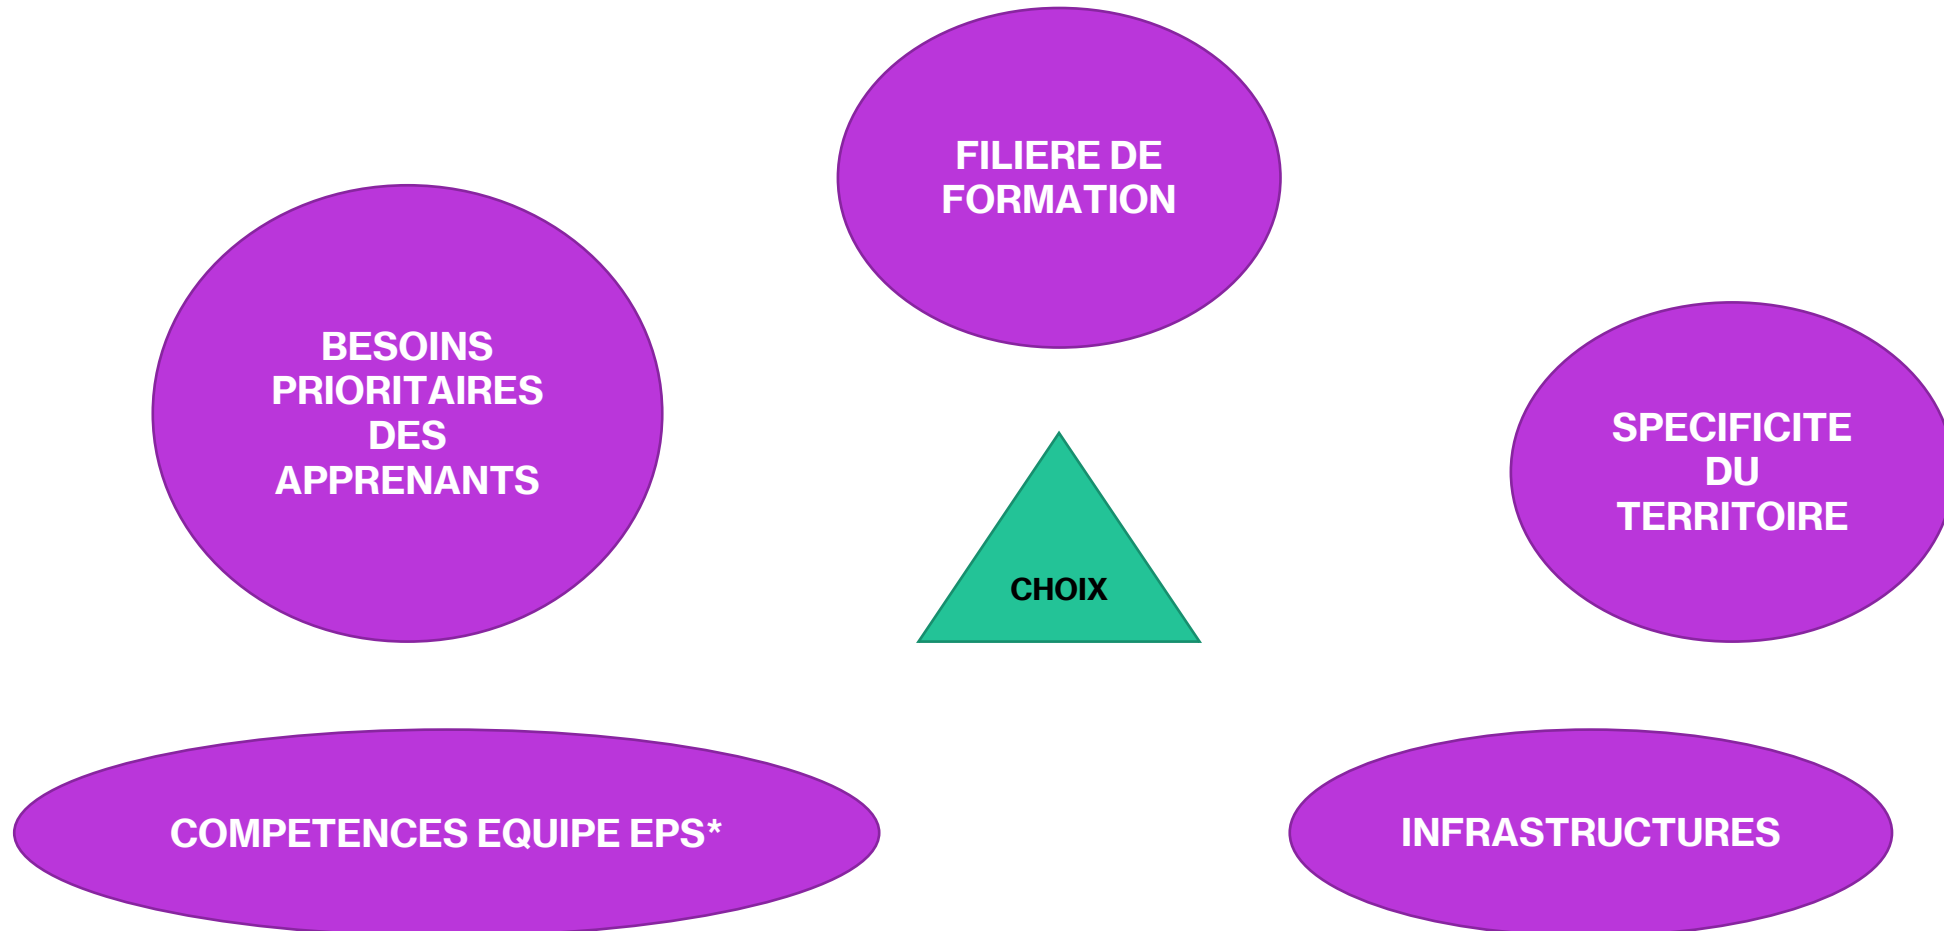 FILIERE DE
FORMATION
BESOINS
PRIORITAIRES
DES
APPRENANTS
SPECIFICITE
DU
TERRITOIRE
CHOIX
COMPETENCES EQUIPE EPS*
INFRASTRUCTURES